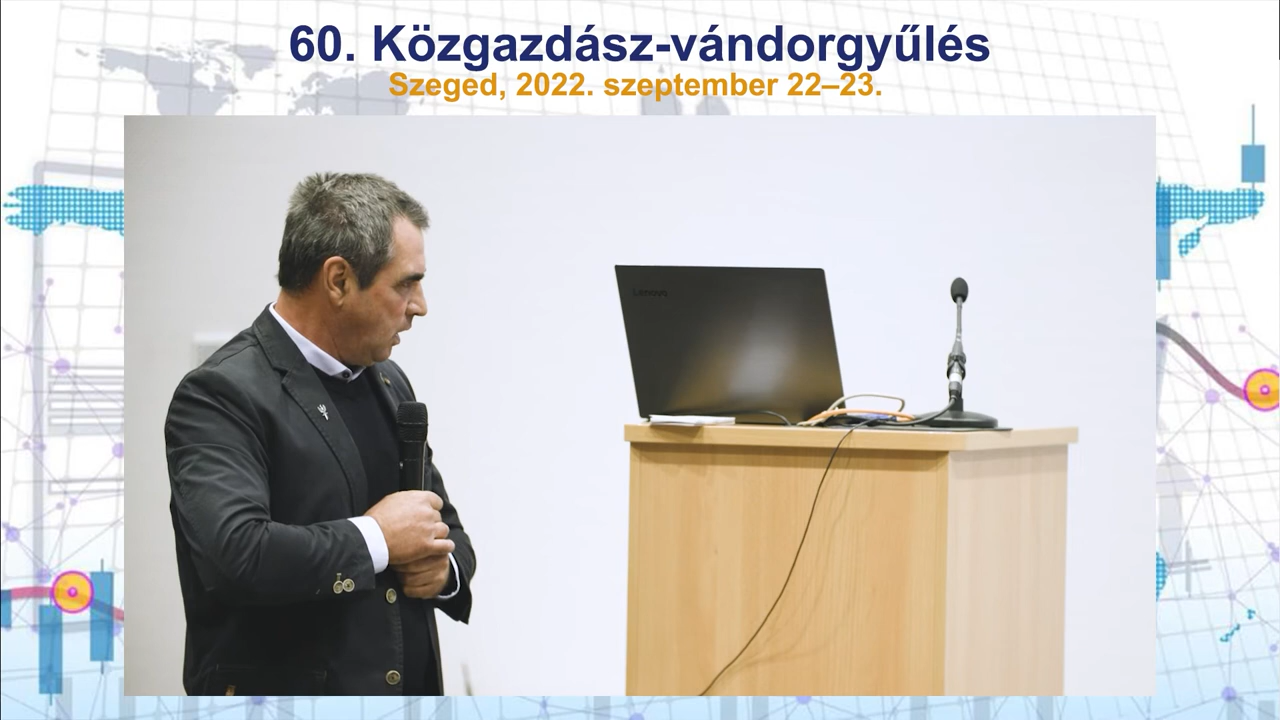 60. Közgazdász-vándorgyűlés
Szeged, 2022. szeptember 22–23.
Lenovo